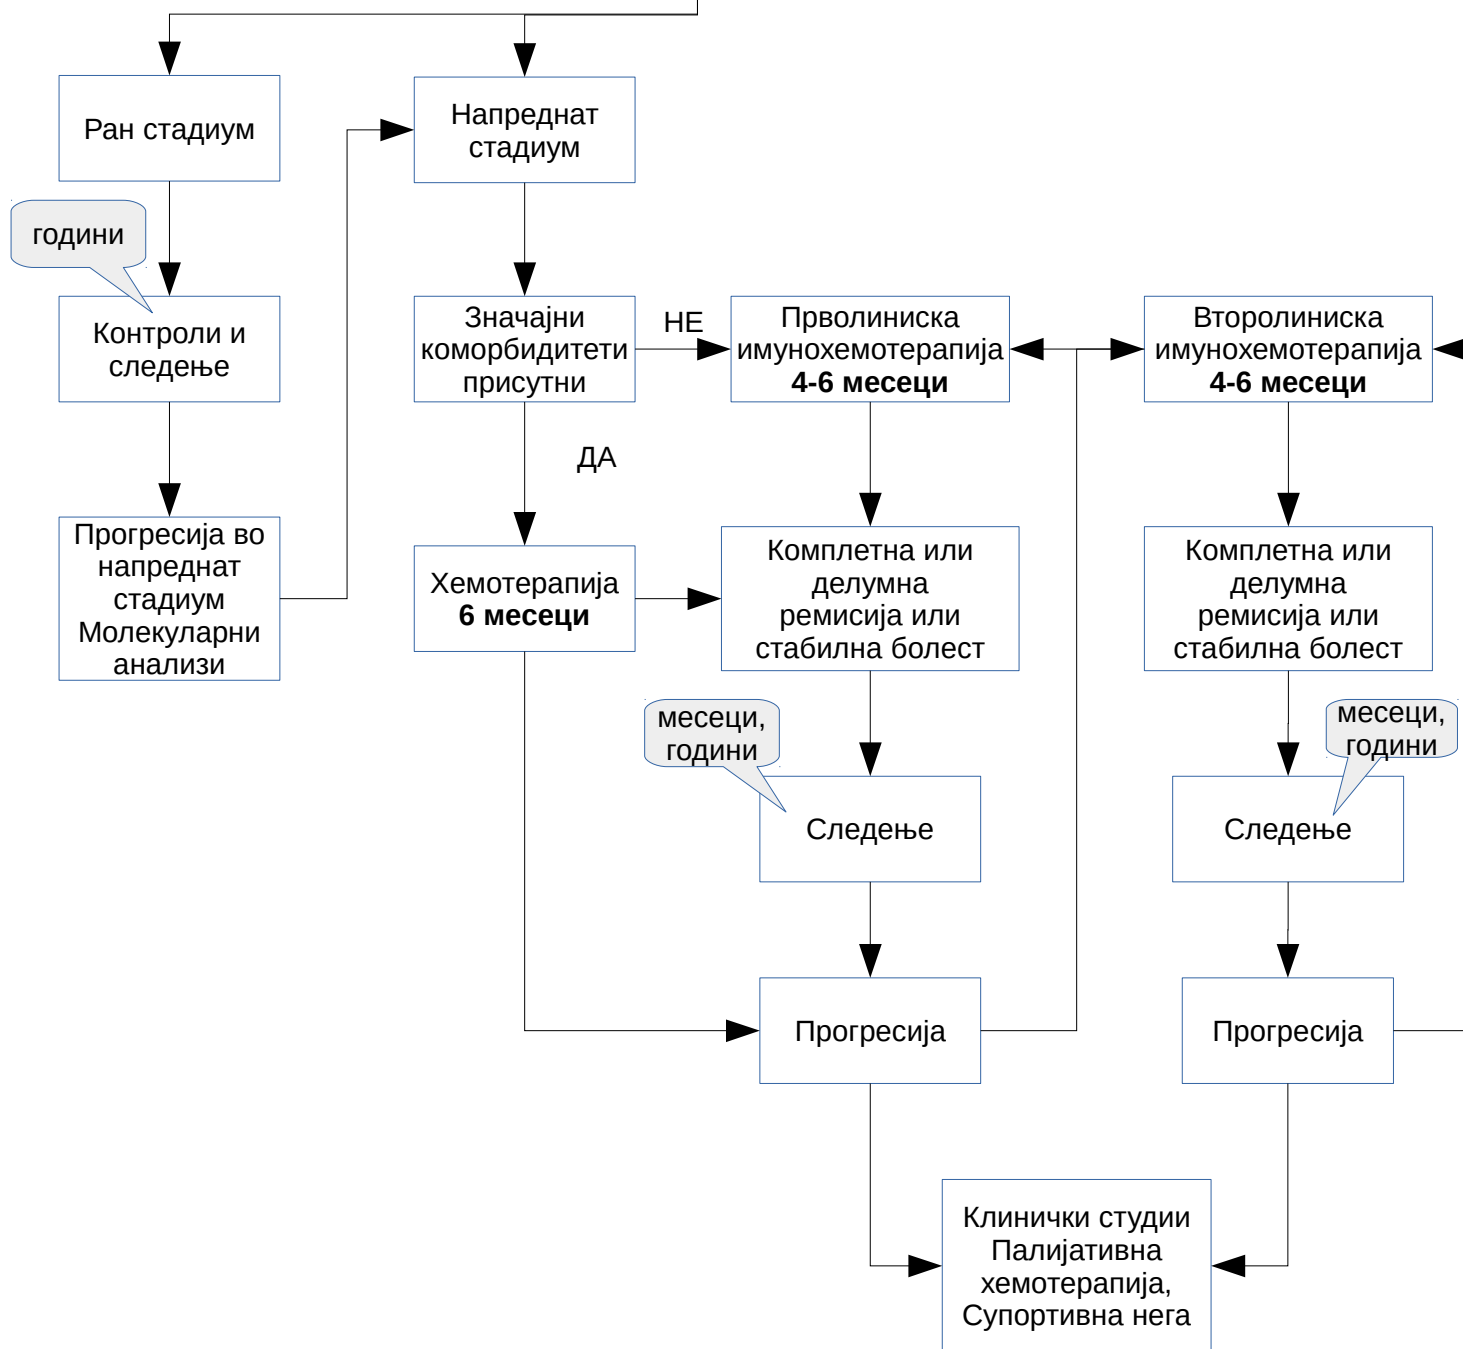 Ран стадиум
Напреднат
стадиум
години
Контроли и
следење
Значајни
коморбидитети
присутни
НЕ
Прволиниска
имунохемотерапија
4-6 месеци
Второлиниска
имунохемотерапија
4-6 месеци
ДА
Прогресија во
напреднат
стадиум
Молекуларни
анализи
Хемотерапија
6 месеци
Комплетна или
делумна
ремисија или
стабилна болест
Комплетна или
делумна
ремисија или
стабилна болест
месеци,
години
месеци,
години
Следење
Следење
Прогресија
Прогресија
Клинички студии
Палијативна
хемотерапија,
Супортивна нега